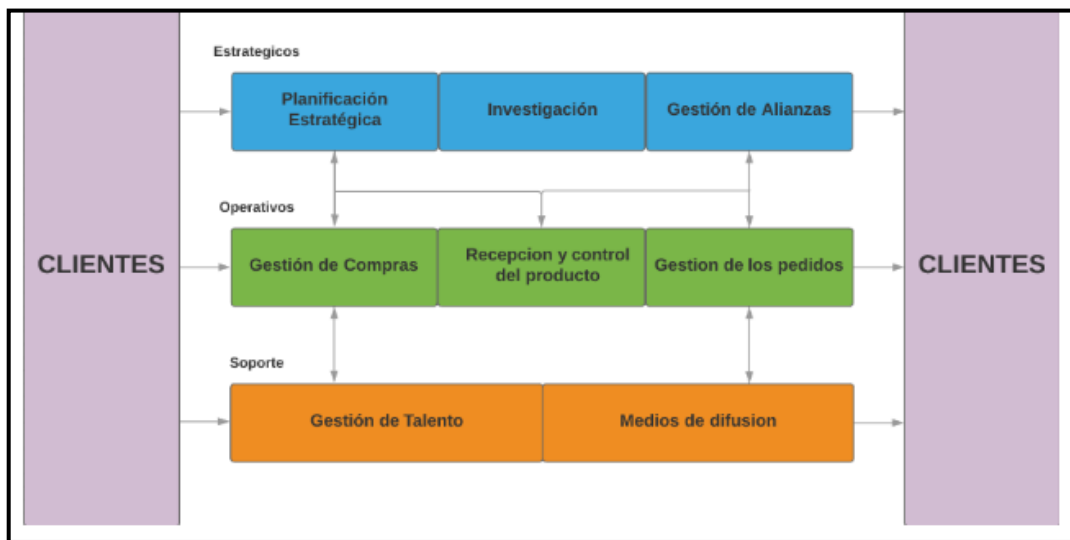 Estrategicos
Planificación
Estratégica
Investigación
Gestión de Alianzas
Operativos
CLIENTES
Gestión de Compras
Recepcion y control
del producto
Gestion de los pedidos
CLIENTES
Soporte
Gestión de Talento
Medios de difusion